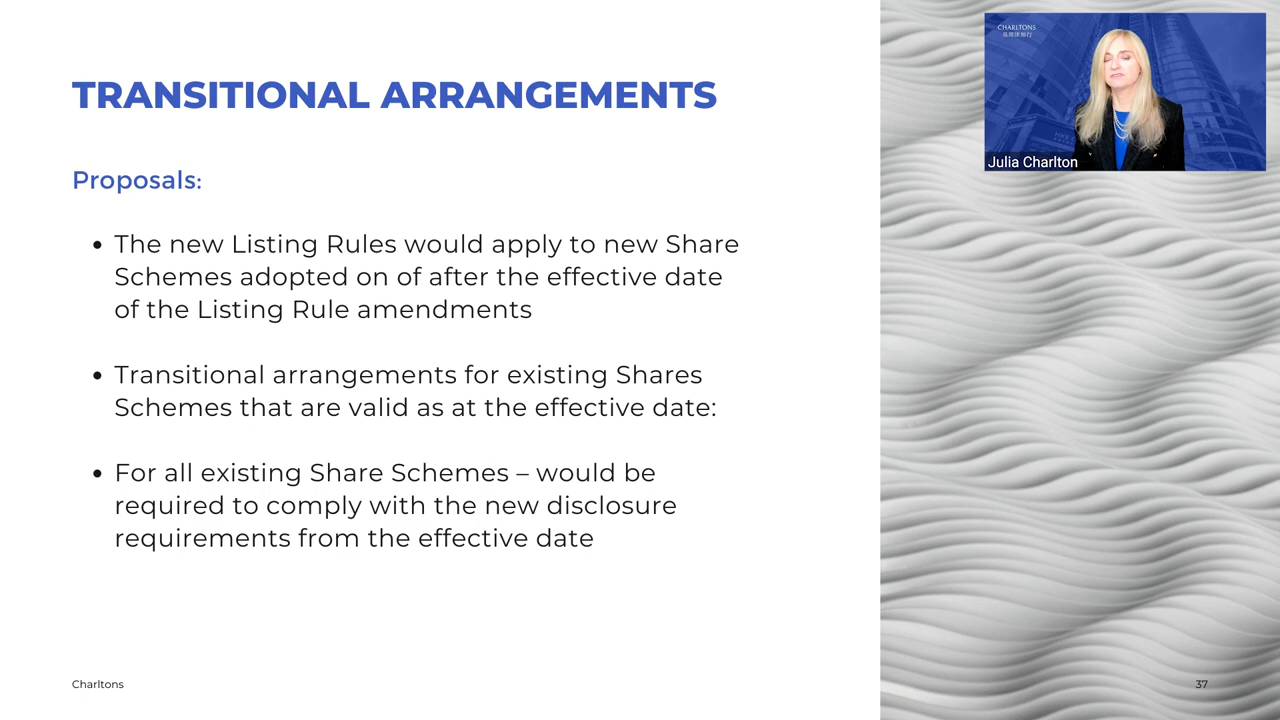 TRANSITIONAL ARRANGEMENTS
Proposals:
• The new Listing Rules would apply to new Share
Schemes adopted on of after the effective date
of the Listing Rule amendments
• Transitional arrangements for existing Shares
Schemes that are valid as at the effective date:
• For all existing Share Schemes – would be
required to comply with the new disclosure
requirements from the effective date
Charltons
37
CHARLTONS
Julia Charlton